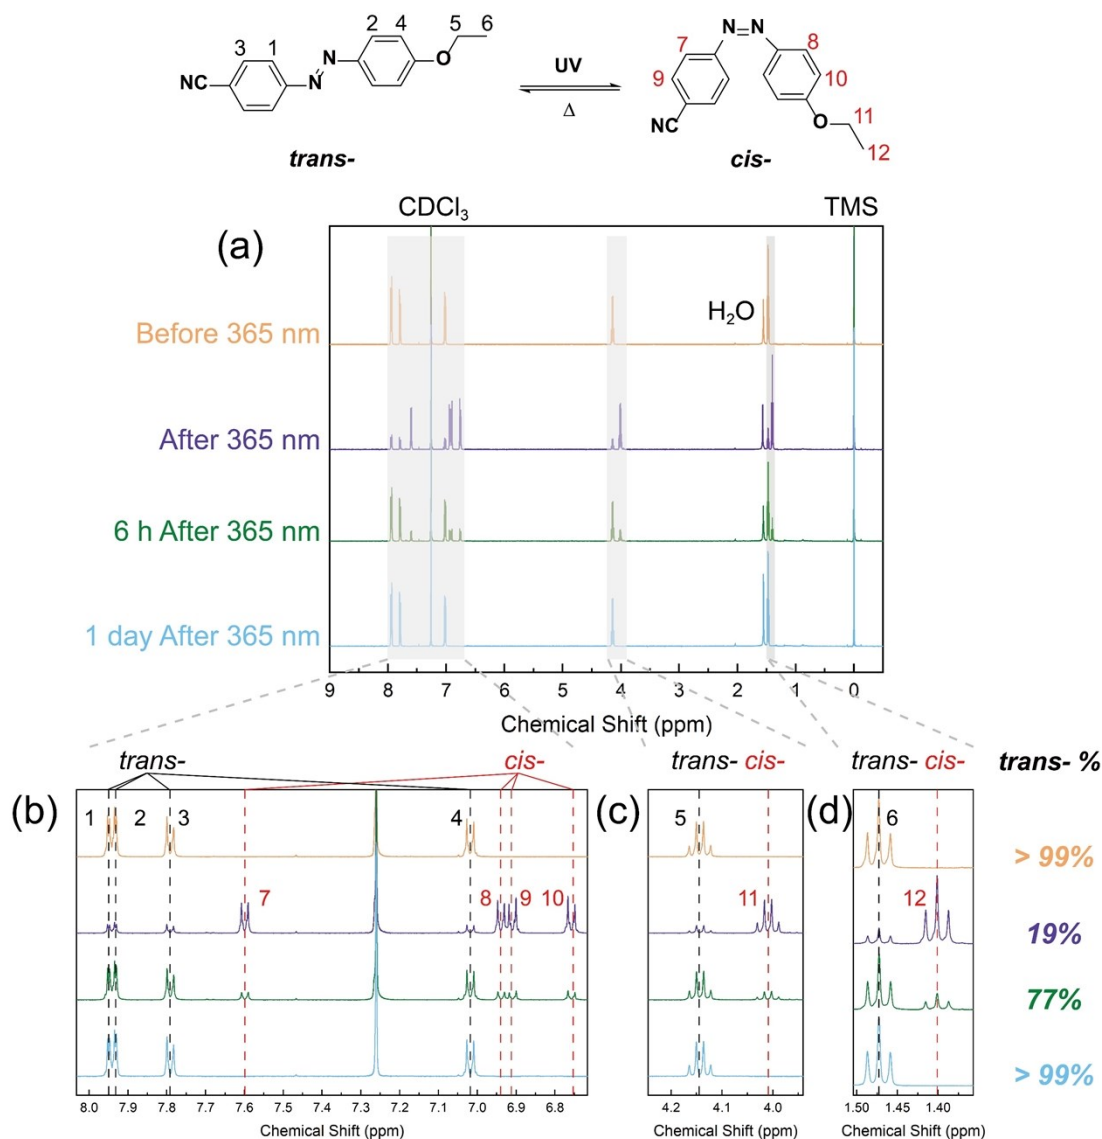 2 4 5 6
3 1
NC N N O
trans-
UV
Δ
N=N
7 8
9 10
NC O 11
12
cis-
CDCl₃ TMS
(a)
H₂O
Before 365 nm
After 365 nm
6 h After 365 nm
1 day After 365 nm
9 8 7 6 5 4 3 2 1 0
Chemical Shift (ppm)
trans- cis- trans- cis- trans- cis- trans- %
(b) (c) (d)
1 2 3 4 5 6 > 99%
7 8 9 10 11 12 19%
77%
> 99%
8.0 7.9 7.8 7.7 7.6 7.5 7.4 7.3 7.2 7.1 7.0 6.9 6.8
4.2 4.1 4.0
1.50 1.45 1.40
Chemical Shift (ppm) Chemical Shift (ppm) Chemical Shift (ppm)